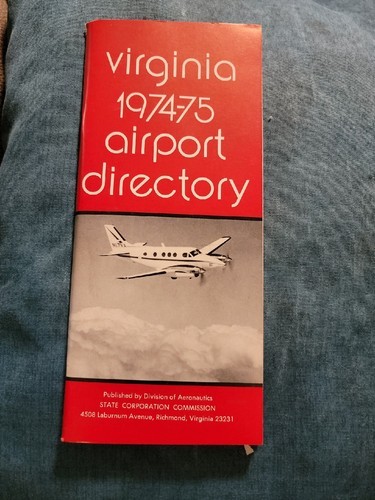 virginia
1974-75
airport
directory
Published by Division of Aeronautics
STATE CORPORATION COMMISSION
4508 Laburnum Avenue, Richmond, Virginia 23231